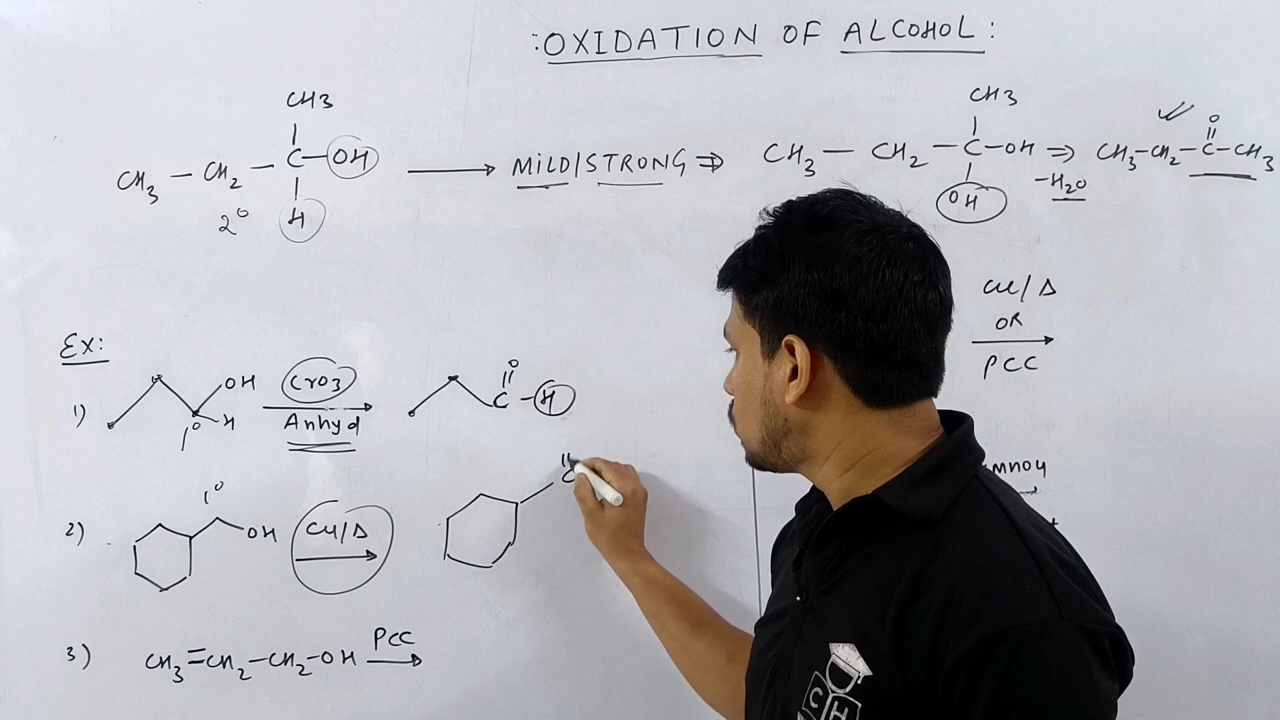 :OXIDATION OF ALCOHOL:
CH3
CH3 — CH2 — C — OH
H
2°
MiLD/STRONG ⇒
CH3
CH3 — CH2 — C — OH ⇒
OH
-H2O
O
CH3-CH2-C-CH3
Cu/Δ
OR
PCC
Ex:
1)
OH
H
1°
CrO3
Anhyd
O
C - H
2)
1°
OH
Cu/Δ
C
3)
CH3=CH2-CH2-OH
PCC
MnO4
C H